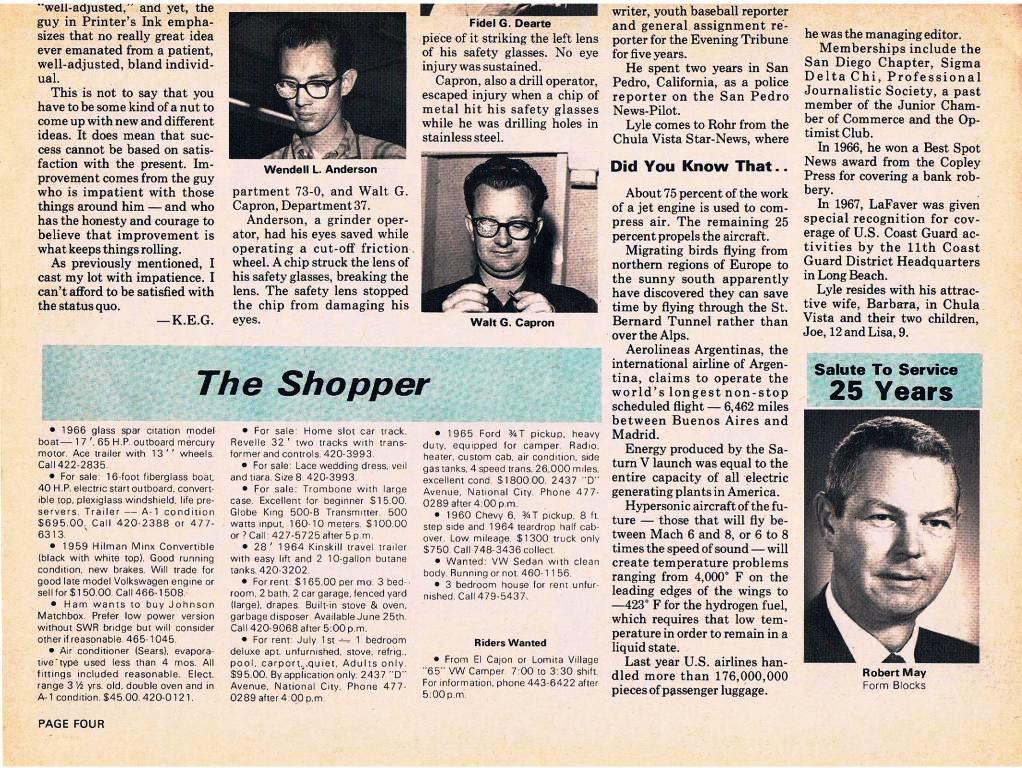 "well-adjusted," and yet, the
guy in Printer's Ink empha-
sizes that no really great idea
ever emanated from a patient,
well-adjusted, bland individ-
ual.
This is not to say that you
have to be some kind of a nut to
come up with new and different
ideas. It does mean that suc-
cess cannot be based on satis-
faction with the present. Im-
provement comes from the guy
who is impatient with those
things around him — and who
has the honesty and courage to
believe that improvement is
what keeps things rolling.
As previously mentioned, I
cast my lot with impatience. I
can't afford to be satisfied with
the status quo.
—K.E.G.
Wendell L. Anderson
partment 73-0, and Walt G.
Capron, Department 37.
Anderson, a grinder oper-
ator, had his eyes saved while
operating a cut-off friction
wheel. A chip struck the lens of
his safety glasses, breaking the
lens. The safety lens stopped
the chip from damaging his
eyes.
Fidel G. Dearte
piece of it striking the left lens
of his safety glasses. No eye
injury was sustained.
Capron, also a drill operator,
escaped injury when a chip of
metal hit his safety glasses
while he was drilling holes in
stainless steel.
Walt G. Capron
writer, youth baseball reporter
and general assignment re-
porter for the Evening Tribune
for five years.
He spent two years in San
Pedro, California, as a police
reporter on the San Pedro
News-Pilot.
Lyle comes to Rohr from the
Chula Vista Star-News, where
he was the managing editor.
Memberships include the
San Diego Chapter, Sigma
Delta Chi, Professional
Journalistic Society, a past
member of the Junior Cham-
ber of Commerce and the Op-
timist Club.
In 1966, he won a Best Spot
News award from the Copley
Press for covering a bank rob-
bery.
In 1967, LaFaver was given
special recognition for cov-
erage of U.S. Coast Guard ac-
tivities by the 11th Coast
Guard District Headquarters
in Long Beach.
Lyle resides with his attrac-
tive wife, Barbara, in Chula
Vista and their two children,
Joe, 12 and Lisa, 9.
Did You Know That..
About 75 percent of the work
of a jet engine is used to com-
press air. The remaining 25
percent propels the aircraft.
Migrating birds flying from
northern regions of Europe to
the sunny south apparently
have discovered they can save
time by flying through the St.
Bernard Tunnel rather than
over the Alps.
Aerolineas Argentinas, the
international airline of Argen-
tina, claims to operate the
world's longest non-stop
scheduled flight — 6,462 miles
between Buenos Aires and
Madrid.
Energy produced by the Sa-
turn V launch was equal to the
entire capacity of all electric
generating plants in America.
Hypersonic aircraft of the fu-
ture — those that will fly be-
tween Mach 6 and 8, or 6 to 8
times the speed of sound — will
create temperature problems
ranging from 4,000° F on the
leading edges of the wings to
—423° F for the hydrogen fuel,
which requires that low tem-
perature in order to remain in a
liquid state.
Last year U.S. airlines han-
dled more than 176,000,000
pieces of passenger luggage.
The Shopper
• 1966 glass spar citation model
boat— 17 ', 65 H.P. outboard mercury
motor. Ace trailer with 13 '' wheels.
Call 422-2835.
• For sale: 16-foot fiberglass boat,
40 H.P. electric start outboard, convert-
ible top, plexiglass windshield, life pre-
servers. Trailer — A-1 condition
$695.00. Call 420-2388 or 477-
6313.
• 1959 Hilman Minx Convertible
(black with white top). Good running
condition, new brakes. Will trade for
good late model Volkswagen engine or
sell for $150.00. Call 466-1508.
• Ham wants to buy Johnson
Matchbox. Prefer low power version
without SWR bridge but will consider
other if reasonable. 465-1045.
• Air conditioner (Sears), evapora-
tive type used less than 4 mos. All
fittings included reasonable. Elect.
range 3 ½ yrs. old, double oven and in
A-1 condition. $45.00. 420-0121.
• For sale: Home slot car track.
Revelle 32 ' two tracks with trans-
former and controls. 420-3993.
• For sale: Lace wedding dress, veil
and tiara. Size 8. 420-3993.
• For sale: Trombone with large
case. Excellent for beginner $15.00.
Globe King 500-B Transmitter. 500
watts input, 160-10 meters. $100.00
or ? Call: 427-5725 after 5 p.m.
• 28 ' 1964 Kinskill travel trailer
with easy lift and 2 10-gallon butane
tanks. 420-3202.
• For rent: $165.00 per mo. 3 bed-
room, 2 bath, 2 car garage, fenced yard
(large), drapes. Built-in stove & oven,
garbage disposal. Available June 25th.
Call 420-9068 after 5:00 p.m.
• For rent: July 1st — 1 bedroom
deluxe apt. unfurnished, stove, refrig.,
pool, carport, quiet, Adults only.
$95.00. By application only. 2437 "D"
Avenue, National City. Phone 477-
0289 after 4:00 p.m.
• 1965 Ford ¾T pickup, heavy
duty, equipped for camper. Radio,
heater, custom cab, air condition, side
gas tanks, 4 speed trans. 26,000 miles,
excellent cond. $1800.00. 2437 "D"
Avenue, National City. Phone 477-
0289 after 4:00 p.m.
• 1960 Chevy 6, ¾T pickup, 8 ft.
step side and 1964 teardrop half cab-
over. Low mileage. $1300 truck only
$750. Call 748-3436 collect.
• Wanted: VW Sedan with clean
body. Running or not. 460-1156.
• 3 bedroom house for rent unfur-
nished. Call 479-5437.
Riders Wanted
• From El Cajon or Lomita Village
"65" VW Camper. 7:00 to 3:30 shift.
For information, phone 443-6422 after
5:00 p.m.
Salute To Service
25 Years
Robert May
Form Blocks
PAGE FOUR